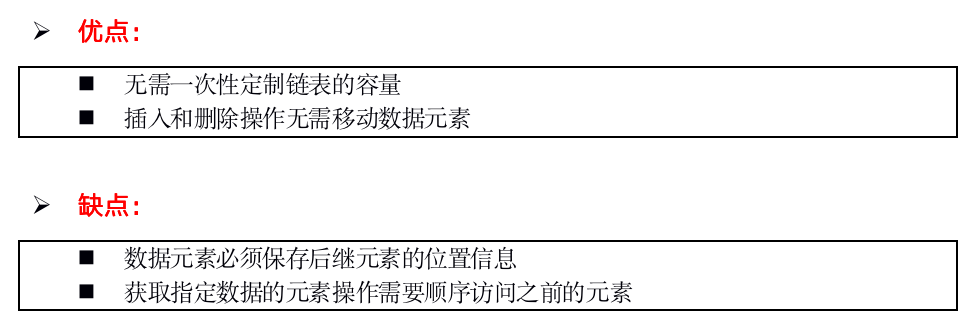 优点：
无需一次性定制链表的容量
插入和删除操作无需移动数据元素
缺点：
数据元素必须保存后继元素的位置信息
获取指定数据的元素操作需要顺序访问之前的元素